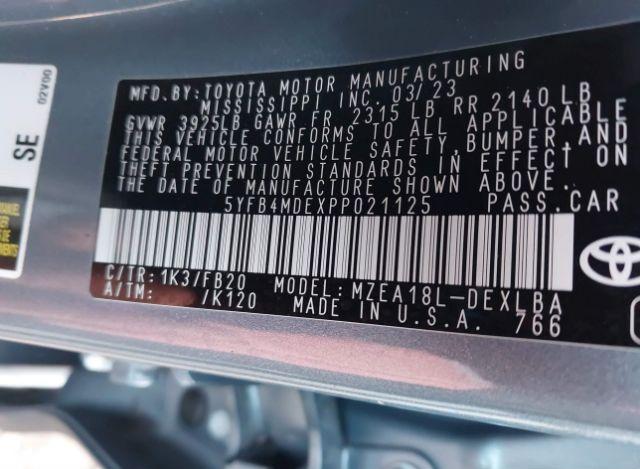 MFD.BY:TOYOTA MOTOR MANUFACTURING
MISSISSIPPI INC. 03/23
GVWR 3925LB GAWR FR 2315 LB RR 2140 LB
THIS VEHICLE CONFORMS TO ALL APPLICABLE
FEDERAL MOTOR VEHICLE SAFETY,BUMPER,AND
THEFT PREVENTION STANDARDS IN EFFECT ON
THE DATE OF MANUFACTURE SHOWN ABOVE.
5YFB4MDEXPP021125 PASS.CAR
C/TR: 1K3/FB20 MODEL: MZEA18L-DEXLBA
A/TM: /K120 MADE IN U.S.A. 766
02V00
SE